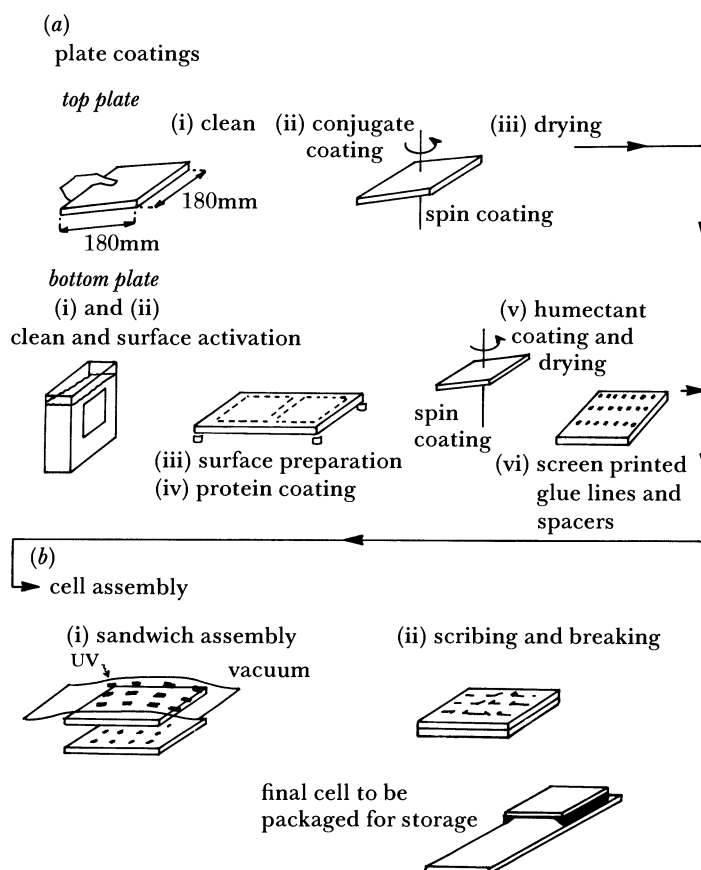 (a)
plate coatings
top plate
(i) clean
(ii) conjugate
coating
(iii) drying
180mm
180mm
spin coating
bottom plate
(i) and (ii)
clean and surface activation
(v) humectant
coating and
drying
spin
coating
(iii) surface preparation
(iv) protein coating
(vi) screen printed
glue lines and
spacers
(b)
cell assembly
(i) sandwich assembly
UV
vacuum
(ii) scribing and breaking
final cell to be
packaged for storage